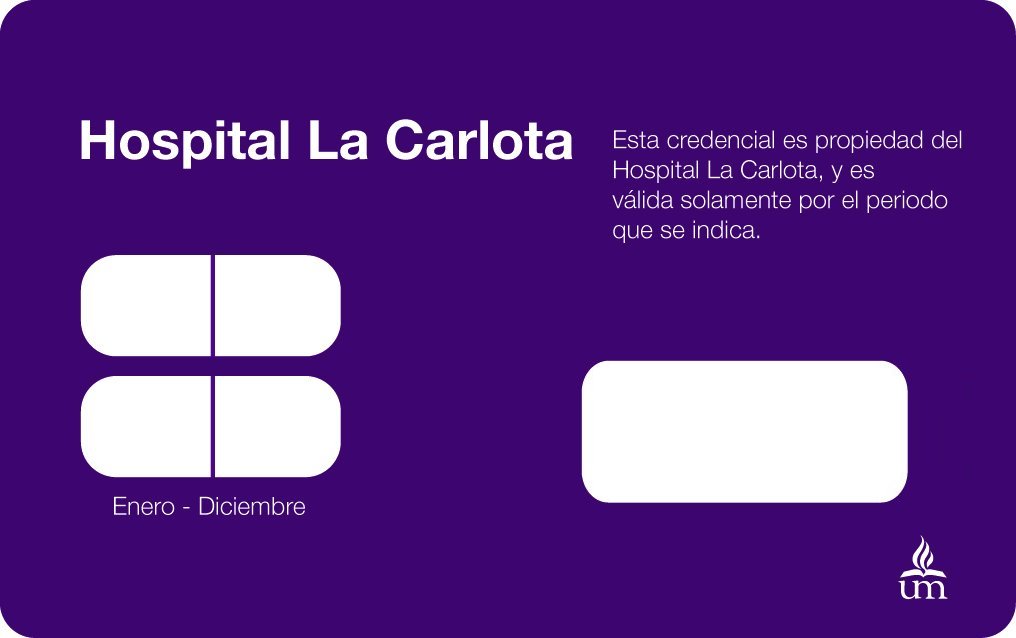 Hospital La Carlota
Esta credencial es propiedad del
Hospital La Carlota, y es
válida solamente por el periodo
que se indica.
Enero - Diciembre
um